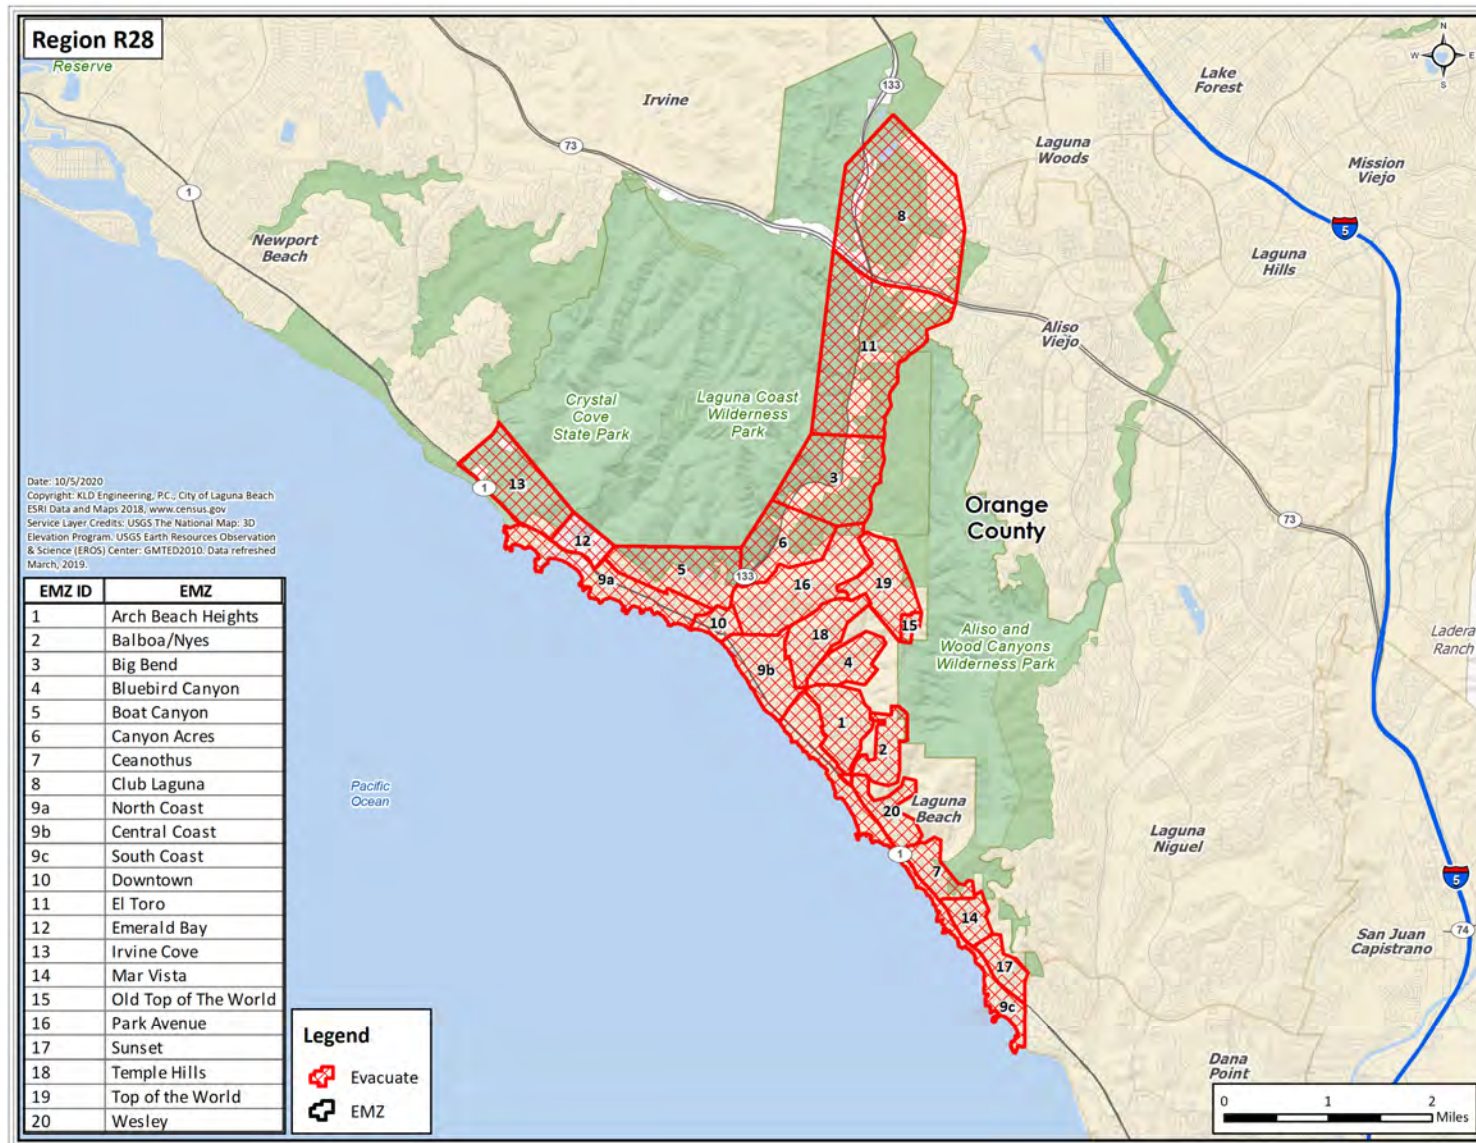 Region R28
Reserve
Irvine
133
73
1
Newport
Beach
Lake
Forest
Laguna
Woods
Mission
Viejo
5
Laguna
Hills
N
W
E
S
8
11
Aliso
Viejo
Crystal
Cove
State Park
Laguna Coast
Wilderness
Park
3
13
1
12
Orange
County
73
6
5
133
9a
16
19
10
18
15
4
9b
Aliso and
Wood Canyons
Wilderness Park
Ladera
Ranch
1
2
20
Laguna
Beach
Pacific
Ocean
1
7
14
17
9c
Laguna
Niguel
5
San Juan
Capistrano
74
Dana
Point
Date: 10/5/2020
Copyright: KLD Engineering, P.C., City of Laguna Beach
ESRI Data and Maps 2018, www.census.gov
Service Layer Credits: USGS The National Map: 3D
Elevation Program. USGS Earth Resources Observation
& Science (EROS) Center: GMTED2010. Data refreshed
March, 2019.
EMZ ID EMZ
1 Arch Beach Heights
2 Balboa/Nyes
3 Big Bend
4 Bluebird Canyon
5 Boat Canyon
6 Canyon Acres
7 Ceanothus
8 Club Laguna
9a North Coast
9b Central Coast
9c South Coast
10 Downtown
11 El Toro
12 Emerald Bay
13 Irvine Cove
14 Mar Vista
15 Old Top of The World
16 Park Avenue
17 Sunset
18 Temple Hills
19 Top of the World
20 Wesley
Legend
Evacuate
EMZ
0 1 2
Miles